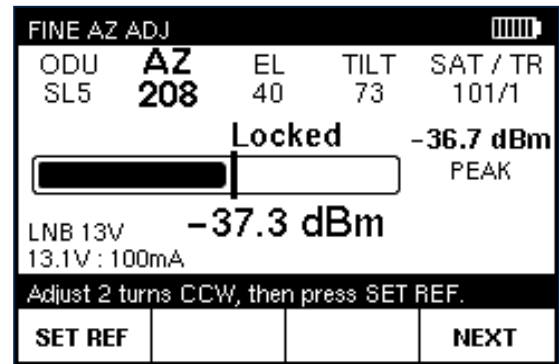 FINE AZ ADJ
ODU AZ EL TILT SAT / TR
SL5 208 40 73 101/1
Locked -36.7 dBm
PEAK
-37.3 dBm
LNB 13V
13.1V : 100mA
Adjust 2 turns CCW, then press SET REF.
SET REF NEXT